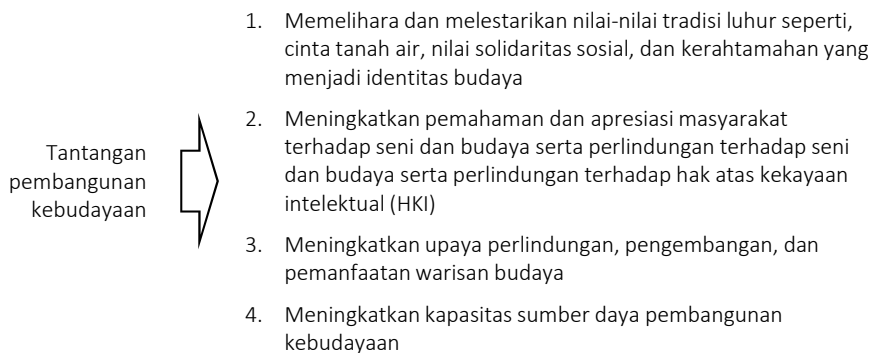 Tantangan
pembangunan
kebudayaan
1. Memelihara dan melestarikan nilai-nilai tradisi luhur seperti,
cinta tanah air, nilai solidaritas sosial, dan kerahtamahan yang
menjadi identitas budaya
2. Meningkatkan pemahaman dan apresiasi masyarakat
terhadap seni dan budaya serta perlindungan terhadap seni
dan budaya serta perlindungan terhadap hak atas kekayaan
intelektual (HKI)
3. Meningkatkan upaya perlindungan, pengembangan, dan
pemanfaatan warisan budaya
4. Meningkatkan kapasitas sumber daya pembangunan
kebudayaan